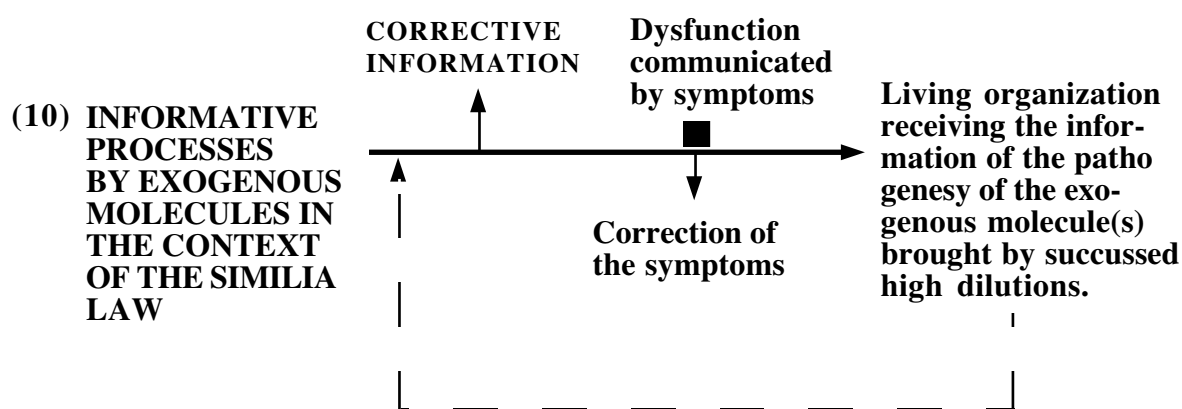 (10) INFORMATIVE
PROCESSES
BY EXOGENOUS
MOLECULES IN
THE CONTEXT
OF THE SIMILIA
LAW
CORRECTIVE
INFORMATION
Dysfunction
communicated
by symptoms
Correction of
the symptoms
Living organization
receiving the infor-
mation of the patho
genesy of the exo-
genous molecule(s)
brought by succussed
high dilutions.